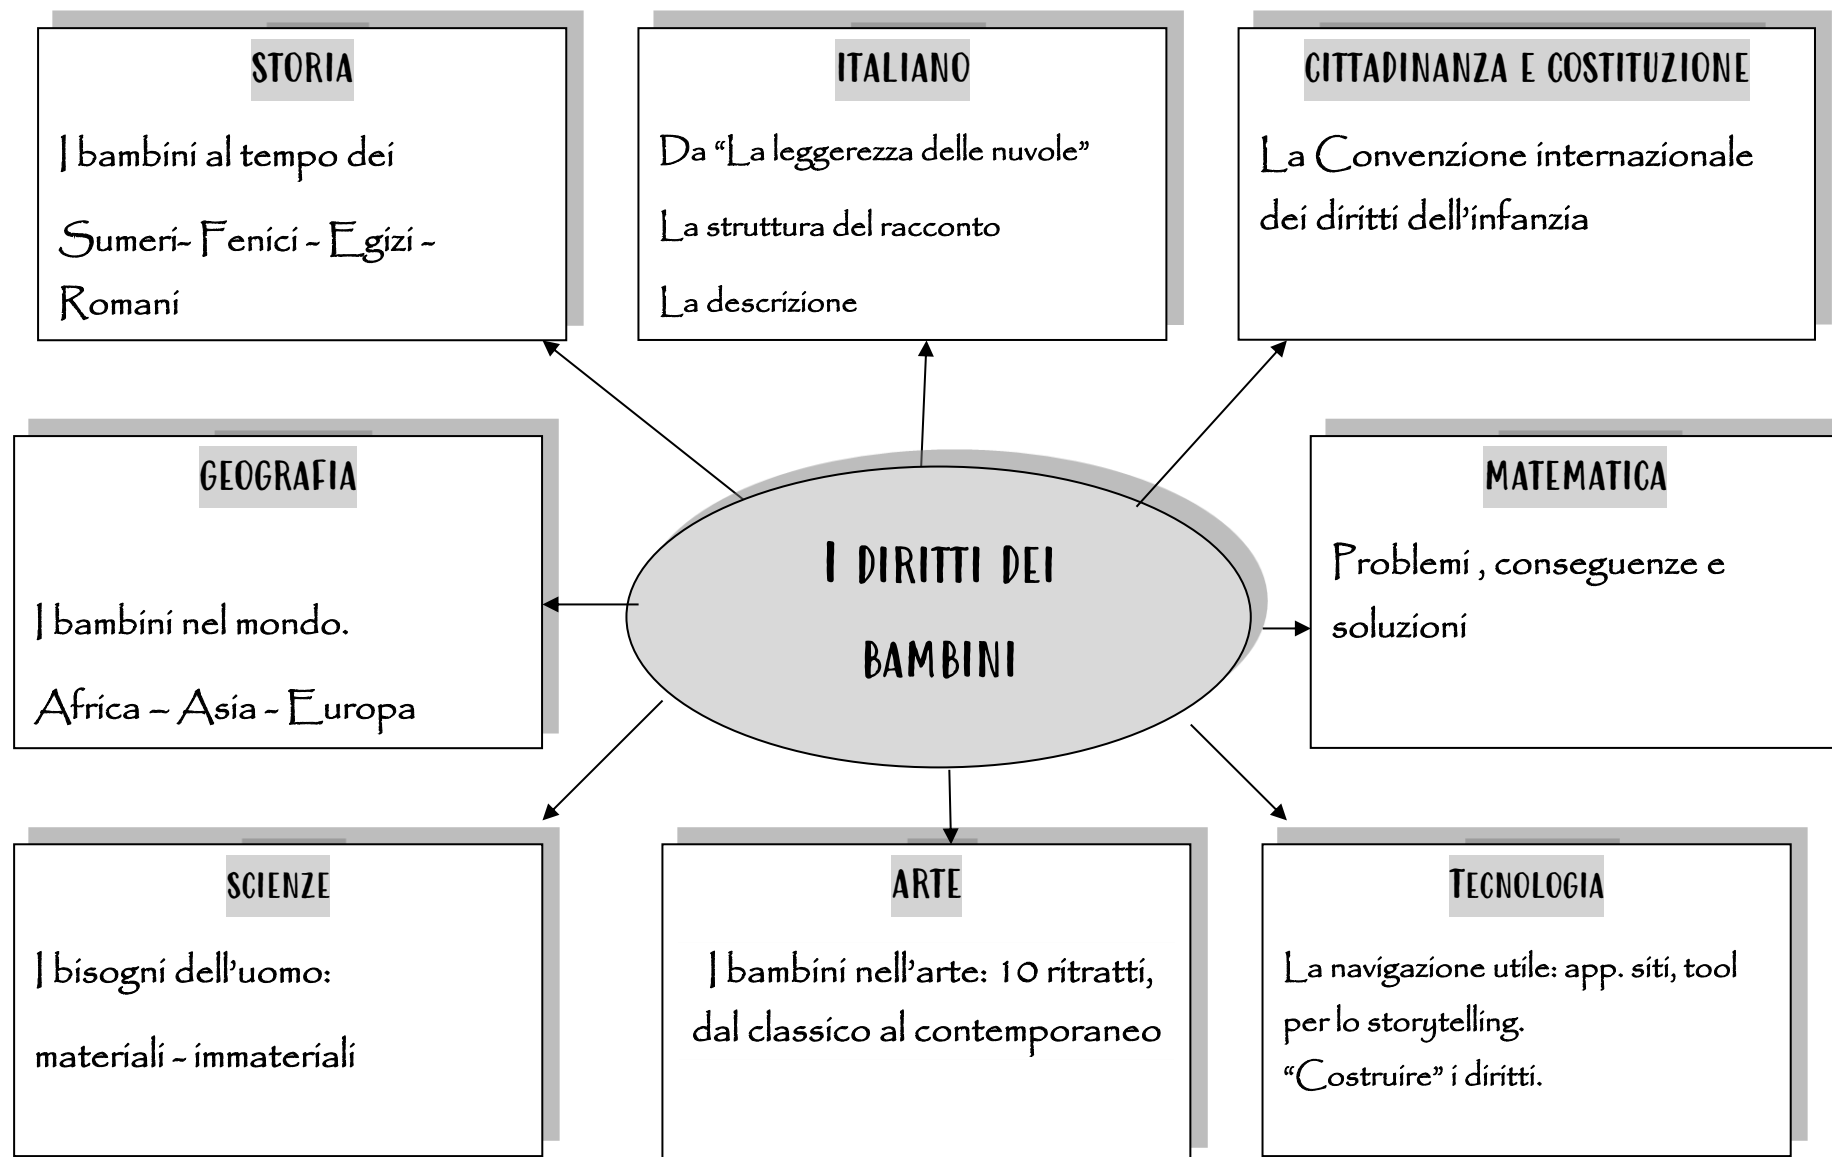 STORIA
I bambini al tempo dei
Sumeri- Fenici - Egizi -
Romani
ITALIANO
Da “La leggerezza delle nuvole”
La struttura del racconto
La descrizione
CITTADINANZA E COSTITUZIONE
La Convenzione internazionale
dei diritti dell’infanzia
GEOGRAFIA
I bambini nel mondo.
Africa – Asia - Europa
I DIRITTI DEI
BAMBINI
MATEMATICA
Problemi , conseguenze e
soluzioni
SCIENZE
I bisogni dell’uomo:
materiali - immateriali
ARTE
I bambini nell’arte: 10 ritratti,
dal classico al contemporaneo
TECNOLOGIA
La navigazione utile: app. siti, tool
per lo storytelling.
“Costruire” i diritti.